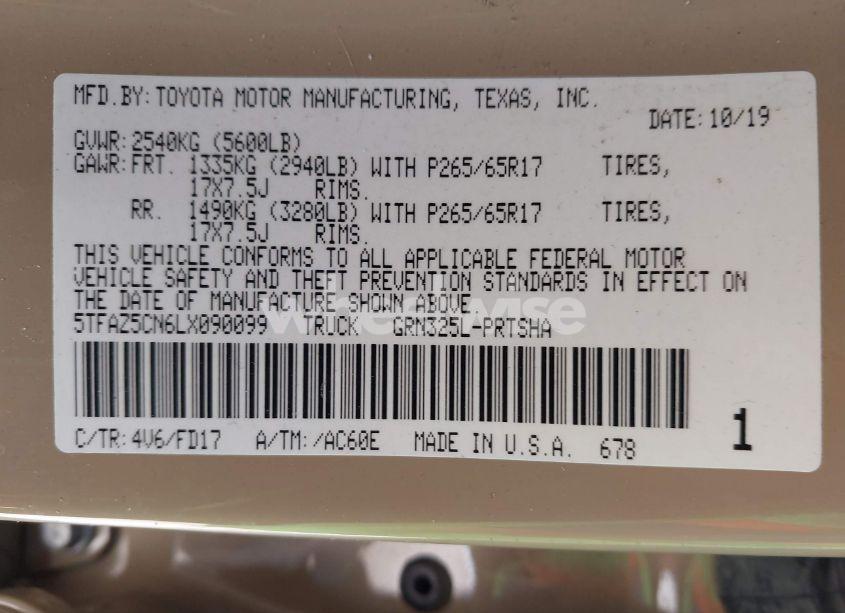 MFD.BY:TOYOTA MOTOR MANUFACTURING, TEXAS, INC.
DATE:10/19
GVWR:2540KG (5600LB)
GAWR:FRT. 1335KG (2940LB) WITH P265/65R17 TIRES,
17X7.5J RIMS.
RR. 1490KG (3280LB) WITH P265/65R17 TIRES,
17X7.5J RIMS.
THIS VEHICLE CONFORMS TO ALL APPLICABLE FEDERAL MOTOR
VEHICLE SAFETY AND THEFT PREVENTION STANDARDS IN EFFECT ON
THE DATE OF MANUFACTURE SHOWN ABOVE.
5TFAZ5CN6LX090099 TRUCK GRN325L-PRTSHA
C/TR:4V6/FD17 A/TM:/AC60E MADE IN U.S.A. 678
1